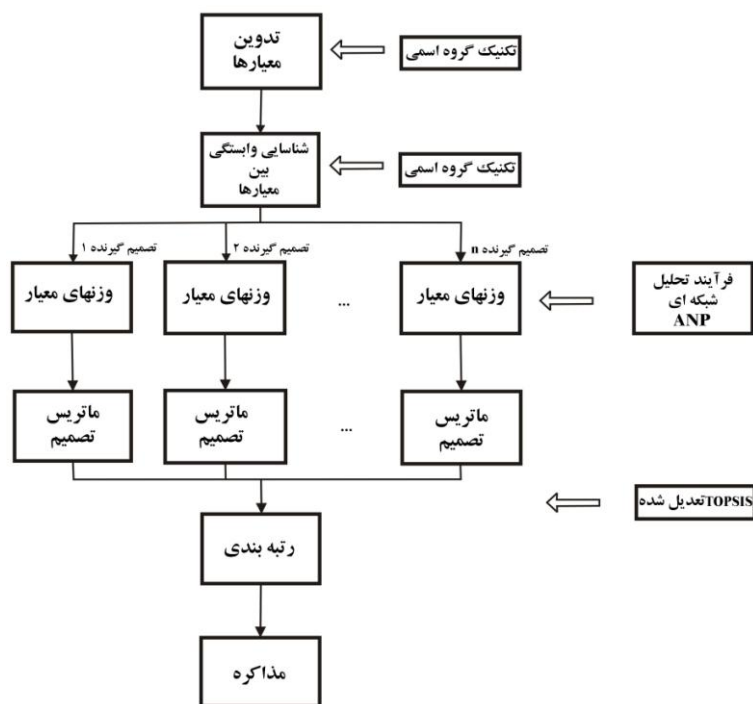 تدوین
معیارها
تکنیک گروه اسمی
شناسایی وابستگی
بین
معیارها
تکنیک گروه اسمی
تصمیم گیرنده ۱
تصمیم گیرنده ۲
تصمیم گیرنده n
وزنهای معیار
وزنهای معیار
...
وزنهای معیار
فرآیند تحلیل
شبکه ای
ANP
ماتریس
تصمیم
ماتریس
تصمیم
...
ماتریس
تصمیم
TOPSISتعدیل شده
رتبه بندی
مذاکره